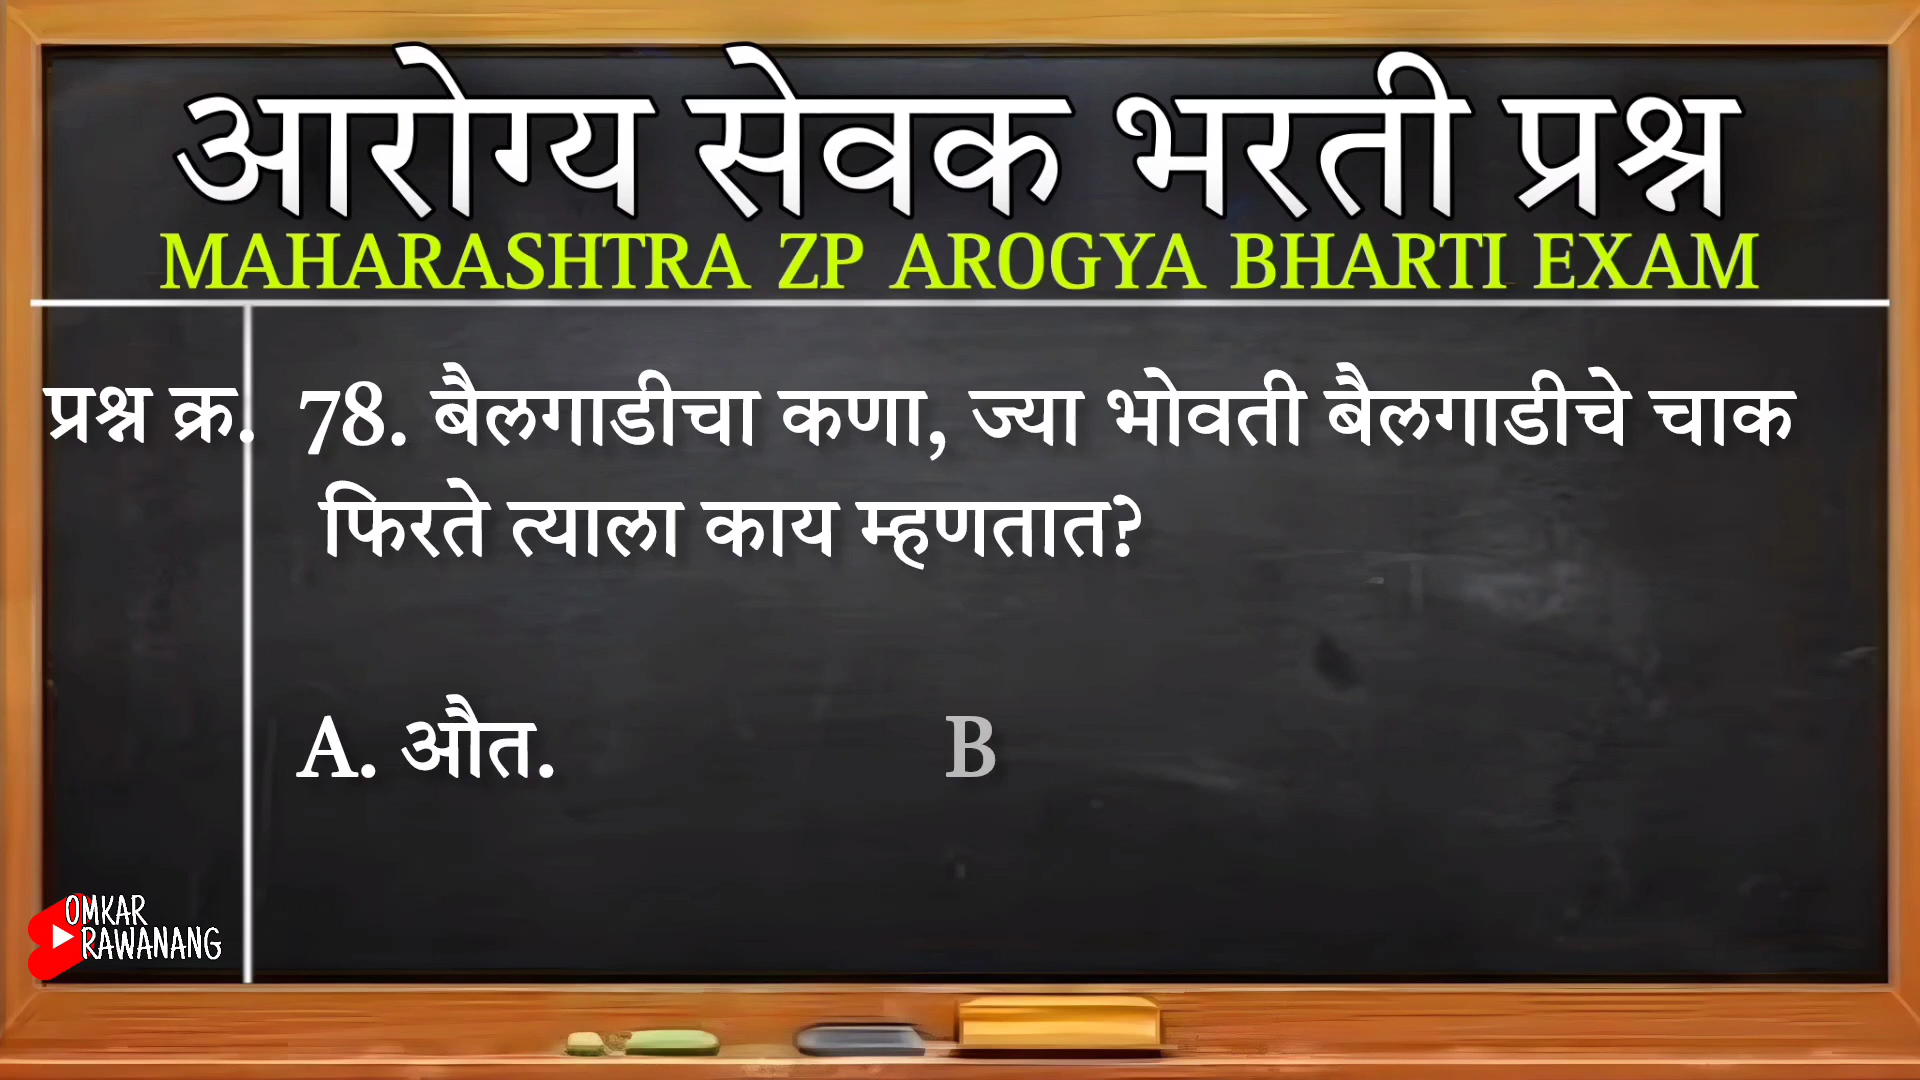 आरोग्य सेवक भरती प्रश्न
MAHARASHTRA ZP AROGYA BHARTI EXAM
प्रश्न क्र. 78. बैलगाडीचा कणा, ज्या भोवती बैलगाडीचे चाक
फिरते त्याला काय म्हणतात?
A. औत. B
OMKAR
RAWANANG